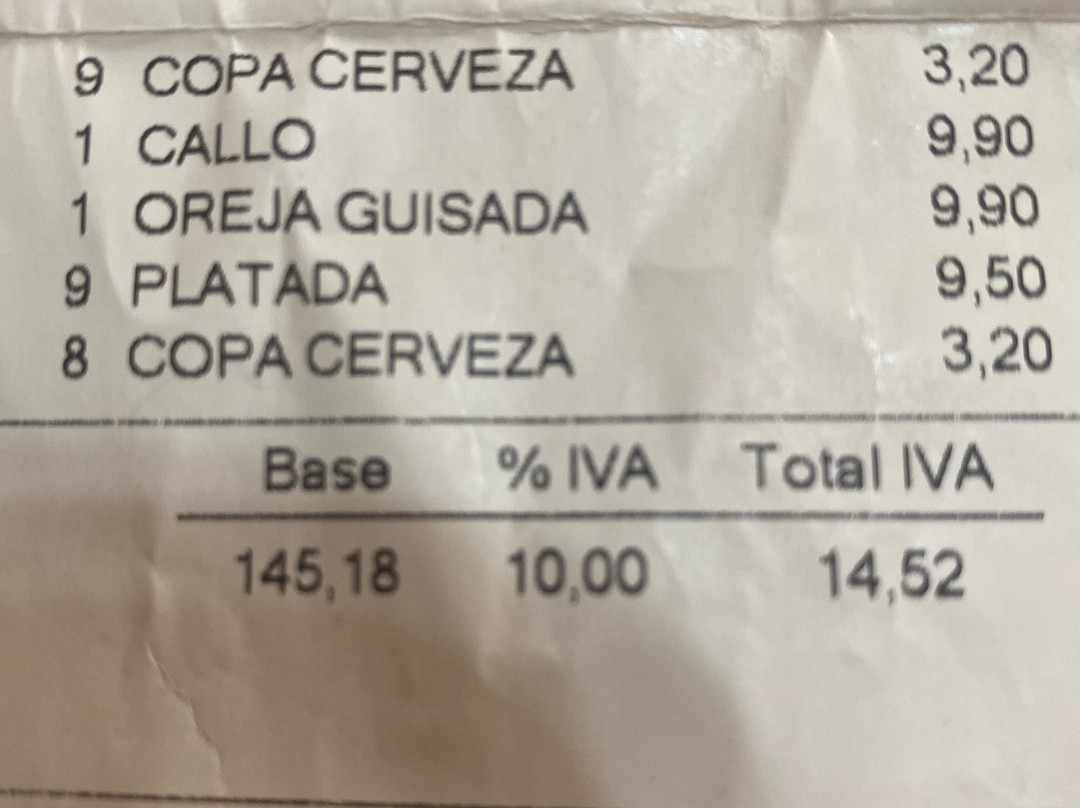 9 COPA CERVEZA 3,20
1 CALLO 9,90
1 OREJA GUISADA 9,90
9 PLATADA 9,50
8 COPA CERVEZA 3,20
Base % IVA Total IVA
145,18 10,00 14,52